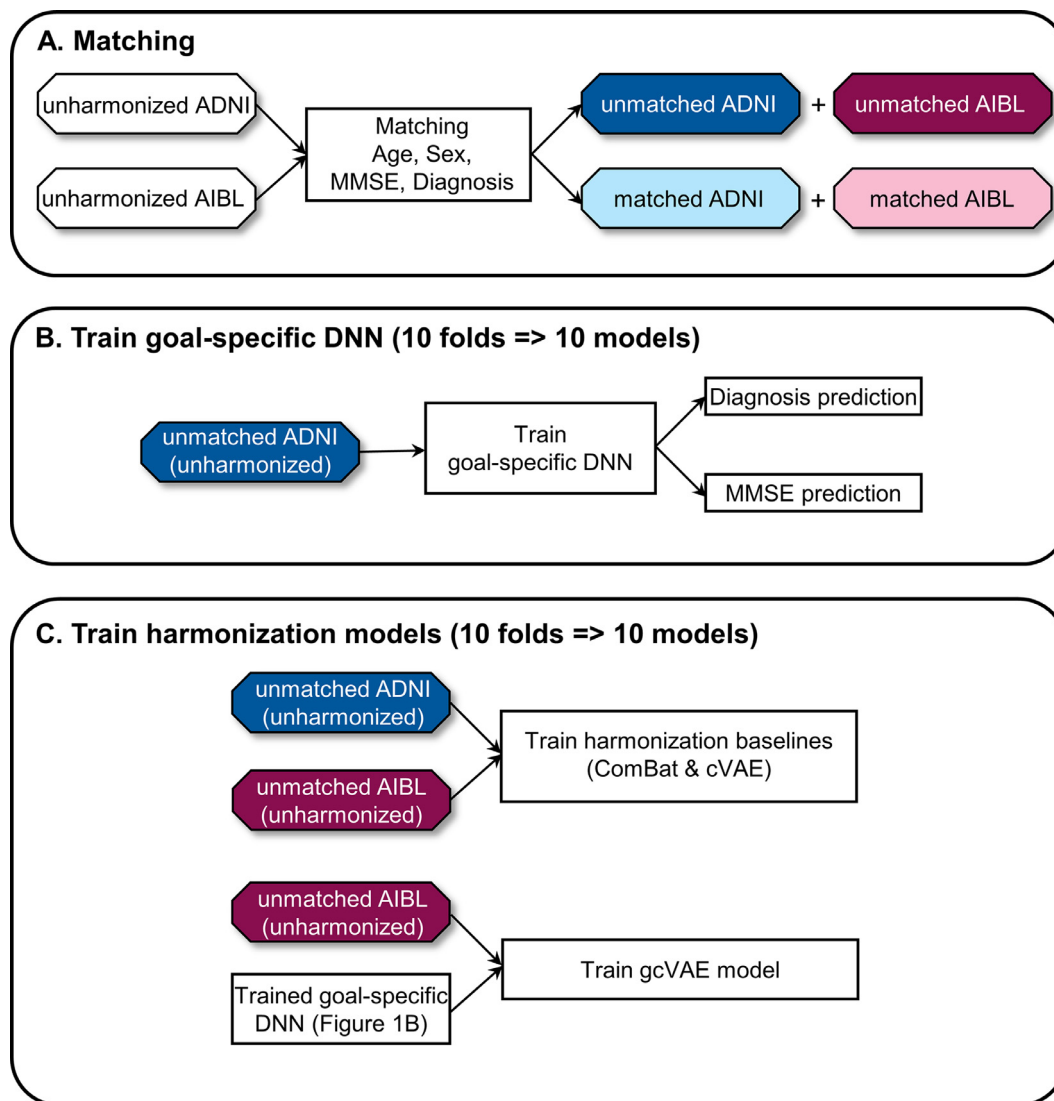 A. Matching
unharmonized ADNI
unharmonized AIBL
Matching
Age, Sex,
MMSE, Diagnosis
unmatched ADNI
+
unmatched AIBL
matched ADNI
+
matched AIBL
B. Train goal-specific DNN (10 folds => 10 models)
unmatched ADNI
(unharmonized)
Train
goal-specific DNN
Diagnosis prediction
MMSE prediction
C. Train harmonization models (10 folds => 10 models)
unmatched ADNI
(unharmonized)
unmatched AIBL
(unharmonized)
Train harmonization baselines
(ComBat & cVAE)
unmatched AIBL
(unharmonized)
Trained goal-specific
DNN (Figure 1B)
Train gcVAE model